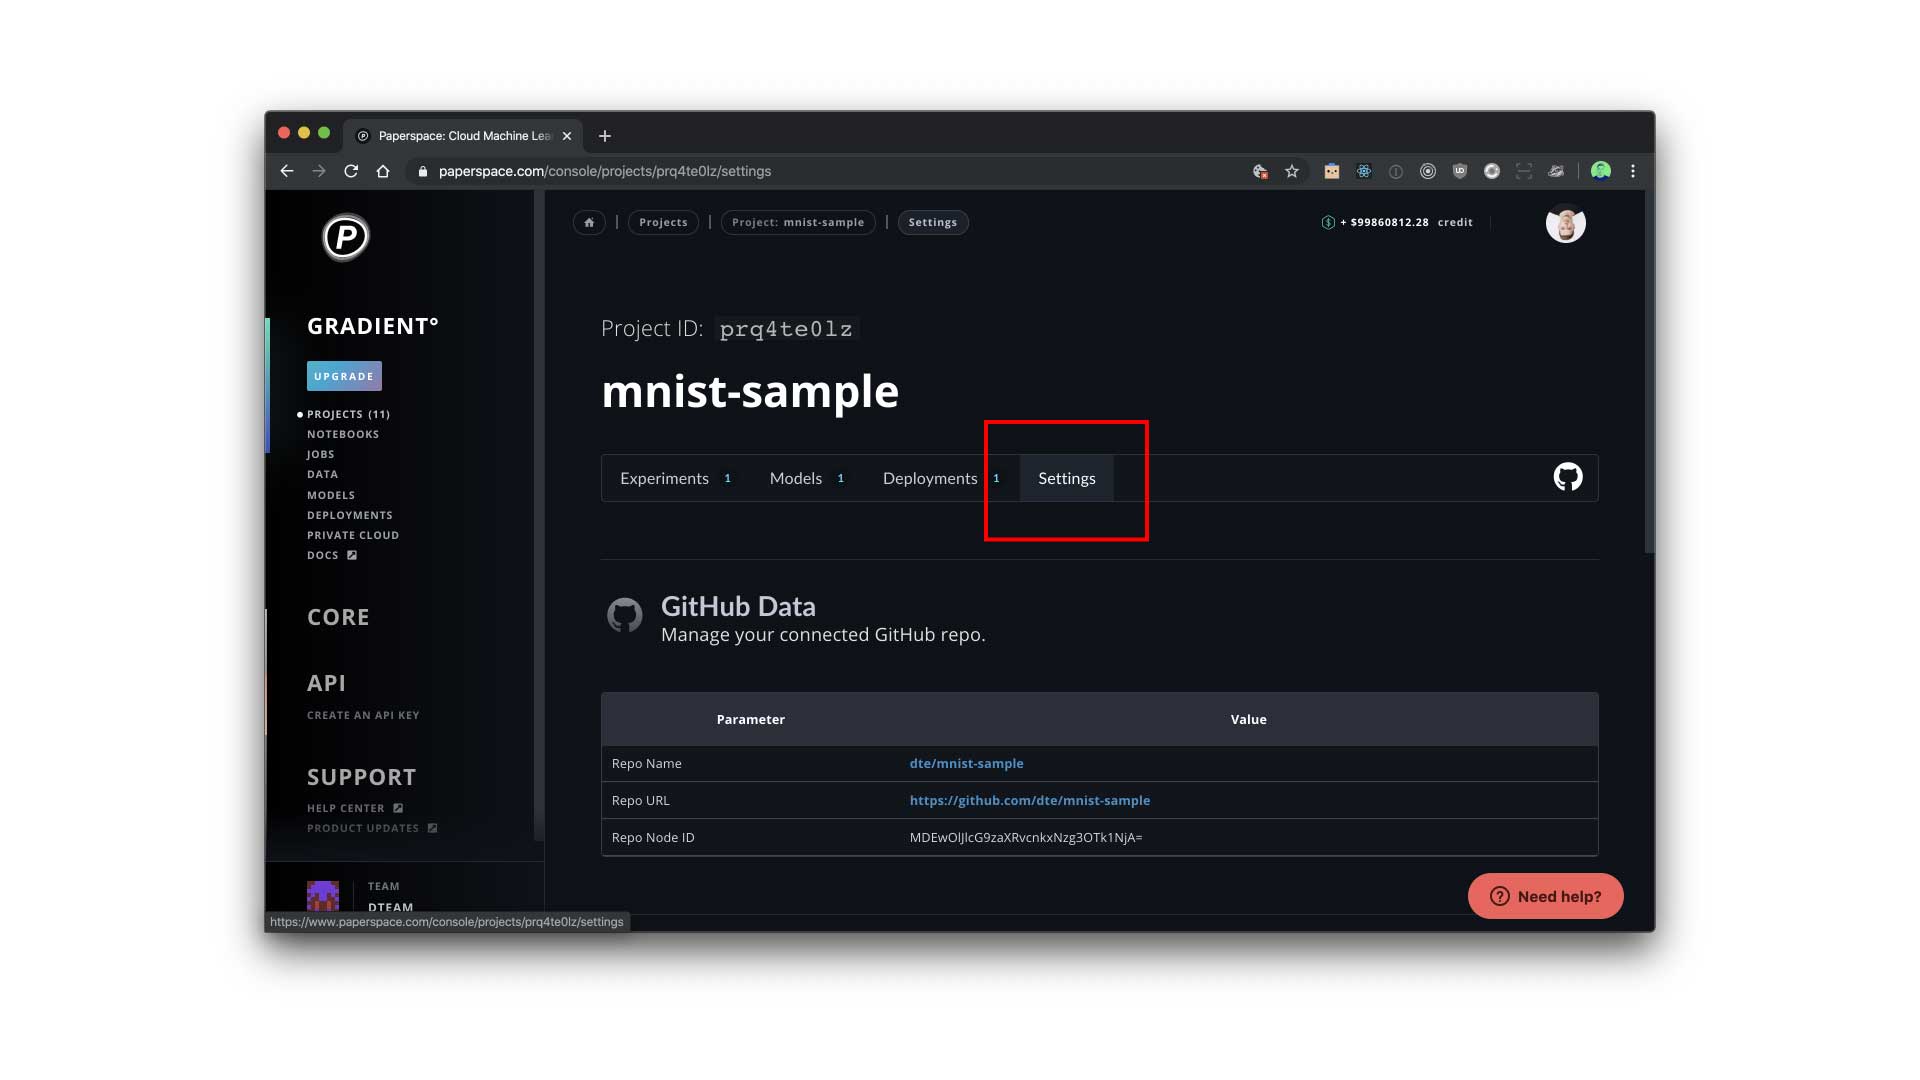 Paperspace: Cloud Machine Lea
paperspace.com/console/projects/prq4te0lz/settings
P
Projects
Project: mnist-sample
Settings
+ $99860812.28 credit
GRADIENT°
UPGRADE
PROJECTS (11)
NOTEBOOKS
JOBS
DATA
MODELS
DEPLOYMENTS
PRIVATE CLOUD
DOCS
CORE
API
CREATE AN API KEY
SUPPORT
HELP CENTER
PRODUCT UPDATES
TEAM
DTEAM
https://www.paperspace.com/console/projects/prq4te0lz/settings
Project ID: prq4te0lz
mnist-sample
Experiments 1 Models 1 Deployments 1 Settings
GitHub Data
Manage your connected GitHub repo.
Parameter Value
Repo Name dte/mnist-sample
Repo URL https://github.com/dte/mnist-sample
Repo Node ID MDEwOlJlcG9zaXRvcnkxNzg3OTk1NjA=
Need help?